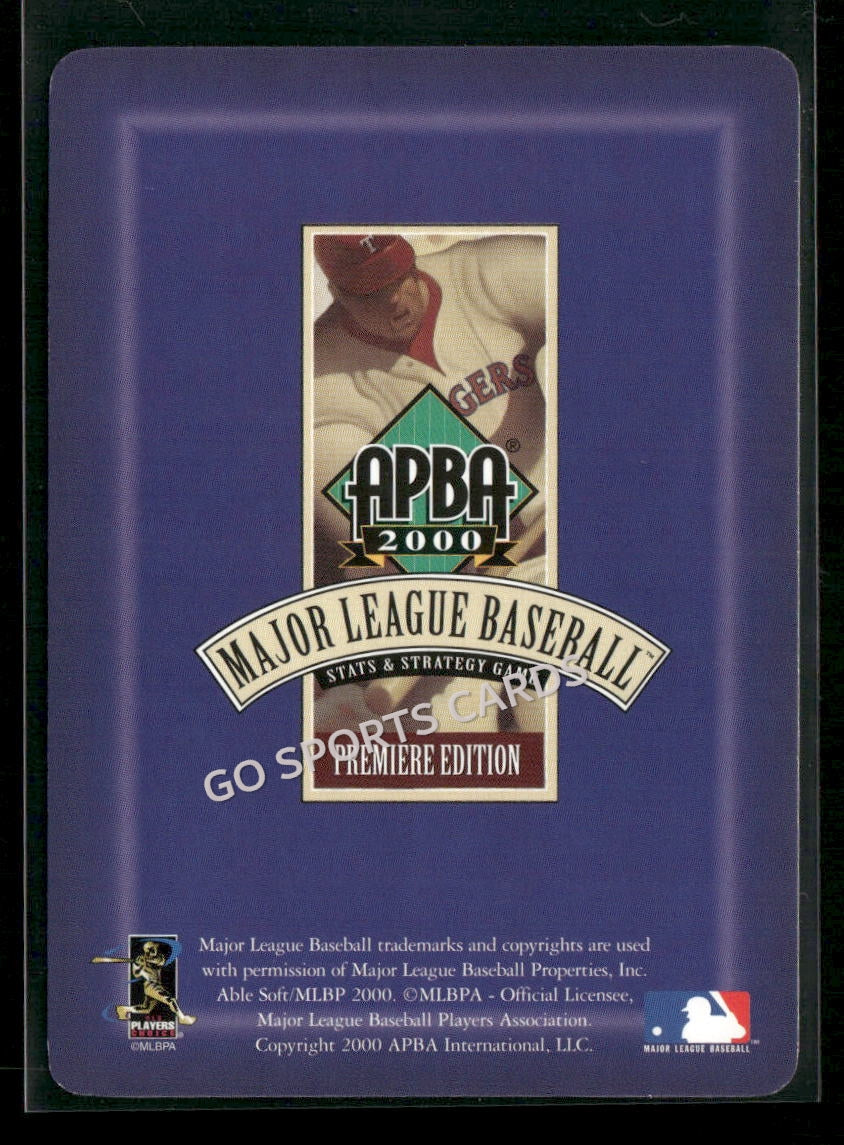 T
GERS
APBA®
2000
MAJOR LEAGUE BASEBALL™
STATS & STRATEGY GAME
GO SPORTS CARDS
PREMIERE EDITION
Major League Baseball trademarks and copyrights are used
with permission of Major League Baseball Properties, Inc.
Able Soft/MLBP 2000. ©MLBPA - Official Licensee,
Major League Baseball Players Association.
Copyright 2000 APBA International, LLC.
PLAYERS
CHOICE®
©MLBPA
MAJOR LEAGUE BASEBALL™